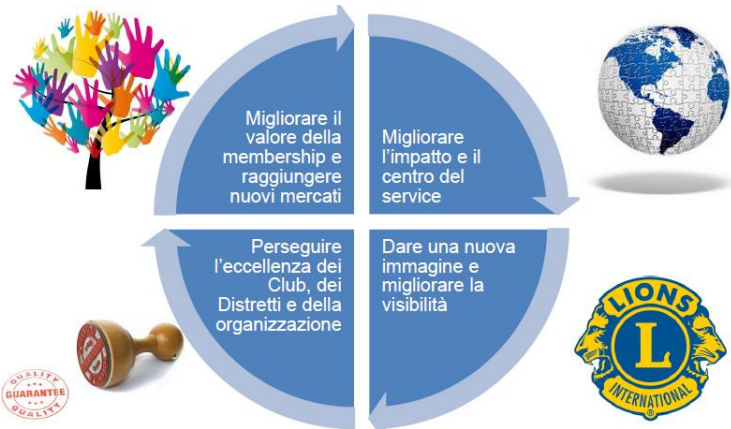 Migliorare il
valore della
membership e
raggiungere
nuovi mercati
Migliorare
l'impatto e il
centro del
service
Perseguire
l'eccellenza dei
Club, dei
Distretti e della
organizzazione
Dare una nuova
immagine e
migliorare la
visibilità
QUALITY
GUARANTEE
QUALITY
LIONS
L
INTERNATIONAL
®